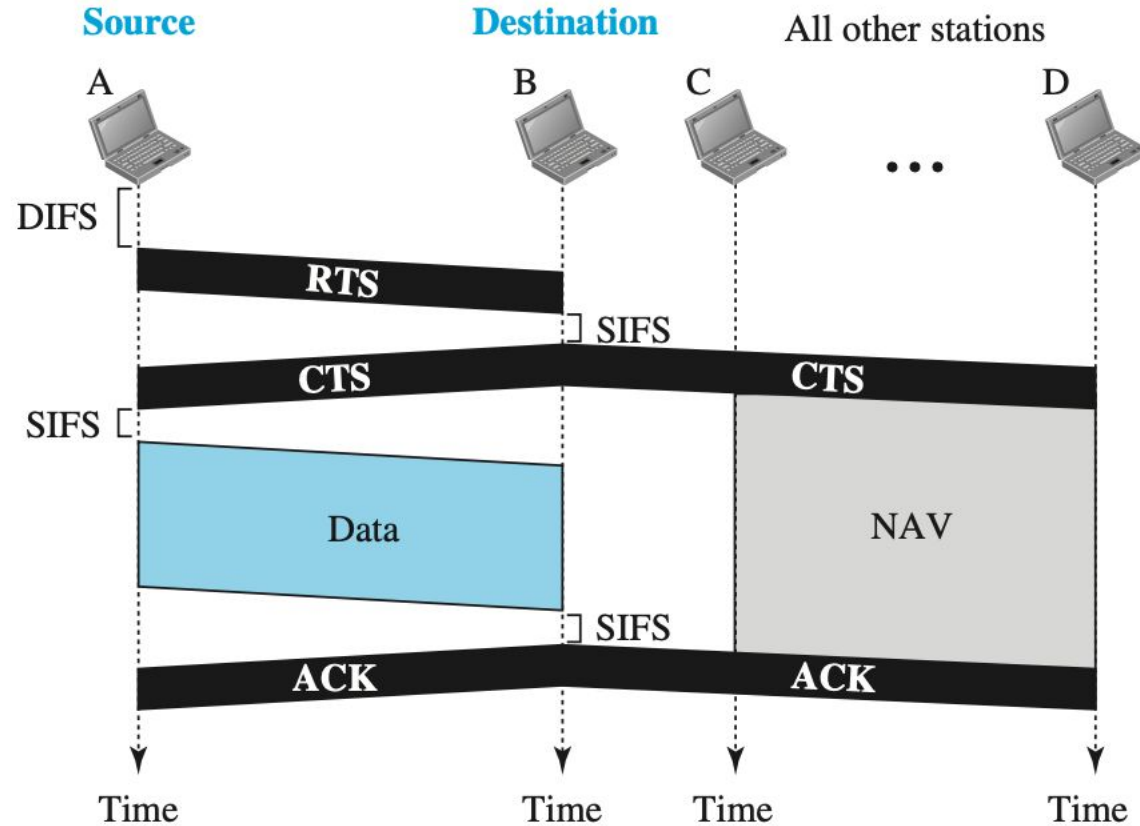 Source
Destination
All other stations
A
B
C
D
...
DIFS
RTS
SIFS
CTS
CTS
SIFS
Data
NAV
SIFS
ACK
ACK
Time
Time
Time
Time